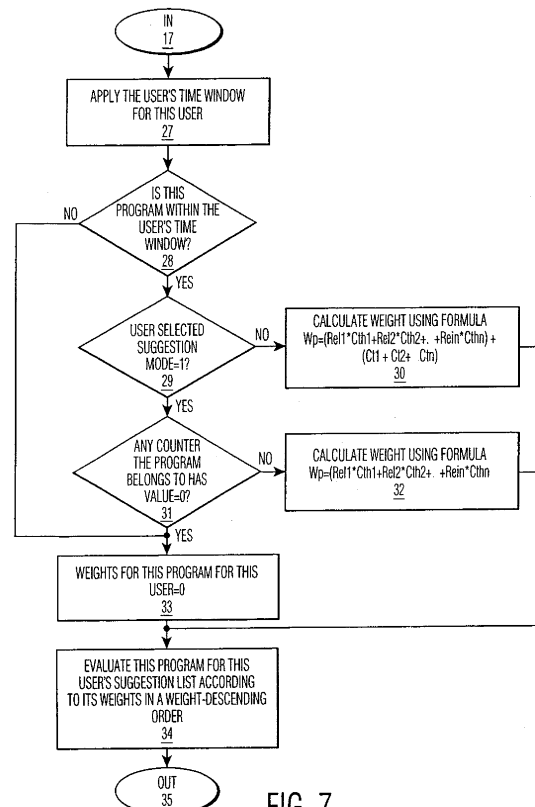 IN
17
APPLY THE USER'S TIME WINDOW
FOR THIS USER
27
IS THIS
PROGRAM WITHIN THE
USER'S TIME
WINDOW?
28
NO
YES
USER SELECTED
SUGGESTION
MODE=1?
29
NO
YES
CALCULATE WEIGHT USING FORMULA
Wp=(Rel1*Cth1+Rel2*Cth2+. +Rein*Cthn) +
(Ct1 + Ct2+ .Ctn)
30
ANY COUNTER
THE PROGRAM
BELONGS TO HAS
VALUE=0?
31
NO
YES
CALCULATE WEIGHT USING FORMULA
Wp=(Rel1*Cth1+Rel2*Cth2+. +Rein*Cthn
32
WEIGHTS FOR THIS PROGRAM FOR THIS
USER=0
33
EVALUATE THIS PROGRAM FOR THIS
USER'S SUGGESTION LIST ACCORDING
TO ITS WEIGHTS IN A WEIGHT-DESCENDING
ORDER
34
OUT
35
FIG. 7